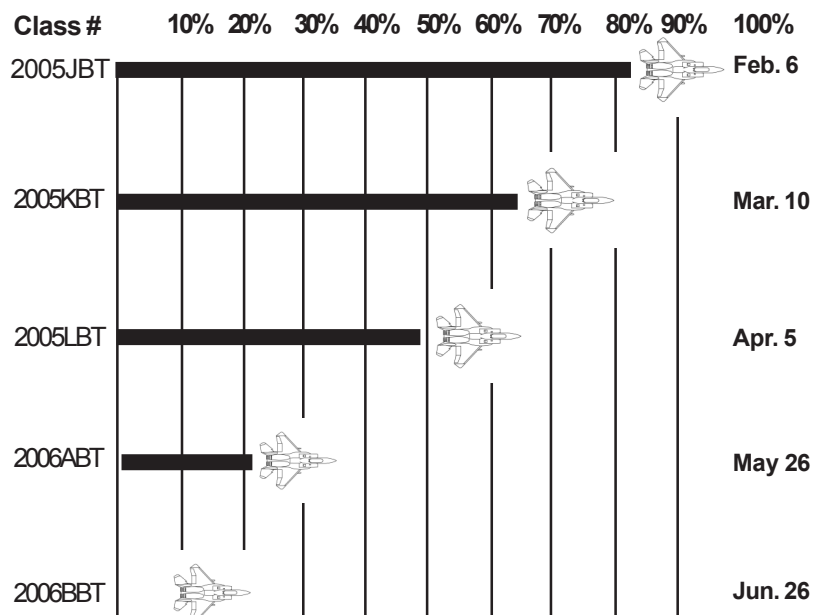 Class # 10% 20% 30% 40% 50% 60% 70% 80% 90% 100%
2005JBT Feb. 6
2005KBT Mar. 10
2005LBT Apr. 5
2006ABT May 26
2006BBT Jun. 26